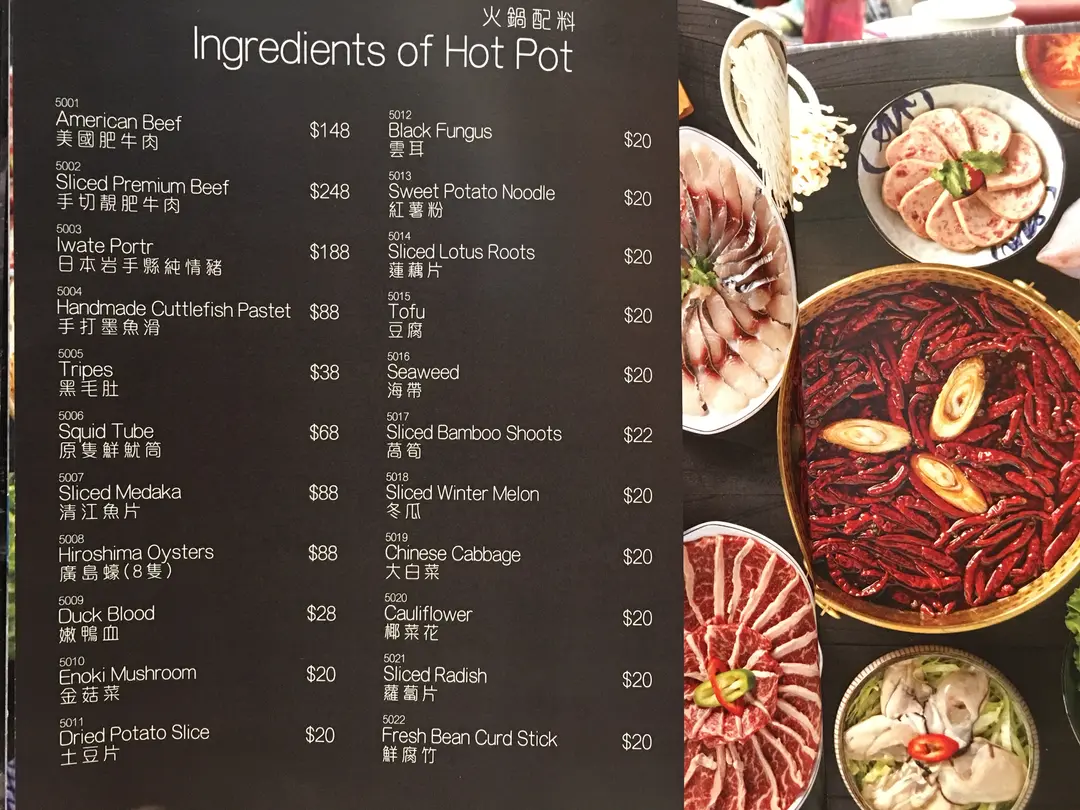 火鍋配料
Ingredients of Hot Pot
5001
American Beef $148
美國肥牛肉
5002
Sliced Premium Beef $248
手切靚肥牛肉
5003
Iwate Portr $188
日本岩手縣純情豬
5004
Handmade Cuttlefish Pastet $88
手打墨魚滑
5005
Tripes $38
黑毛肚
5006
Squid Tube $68
原隻鮮魷筒
5007
Sliced Medaka $88
清江魚片
5008
Hiroshima Oysters $88
廣島蠔(8隻)
5009
Duck Blood $28
嫩鴨血
5010
Enoki Mushroom $20
金菇菜
5011
Dried Potato Slice $20
土豆片
5012
Black Fungus $20
雲耳
5013
Sweet Potato Noodle $20
紅薯粉
5014
Sliced Lotus Roots $20
蓮藕片
5015
Tofu $20
豆腐
5016
Seaweed $20
海帶
5017
Sliced Bamboo Shoots $22
萵筍
5018
Sliced Winter Melon $20
冬瓜
5019
Chinese Cabbage $20
大白菜
5020
Cauliflower $20
椰菜花
5021
Sliced Radish $20
蘿蔔片
5022
Fresh Bean Curd Stick $20
鮮腐竹